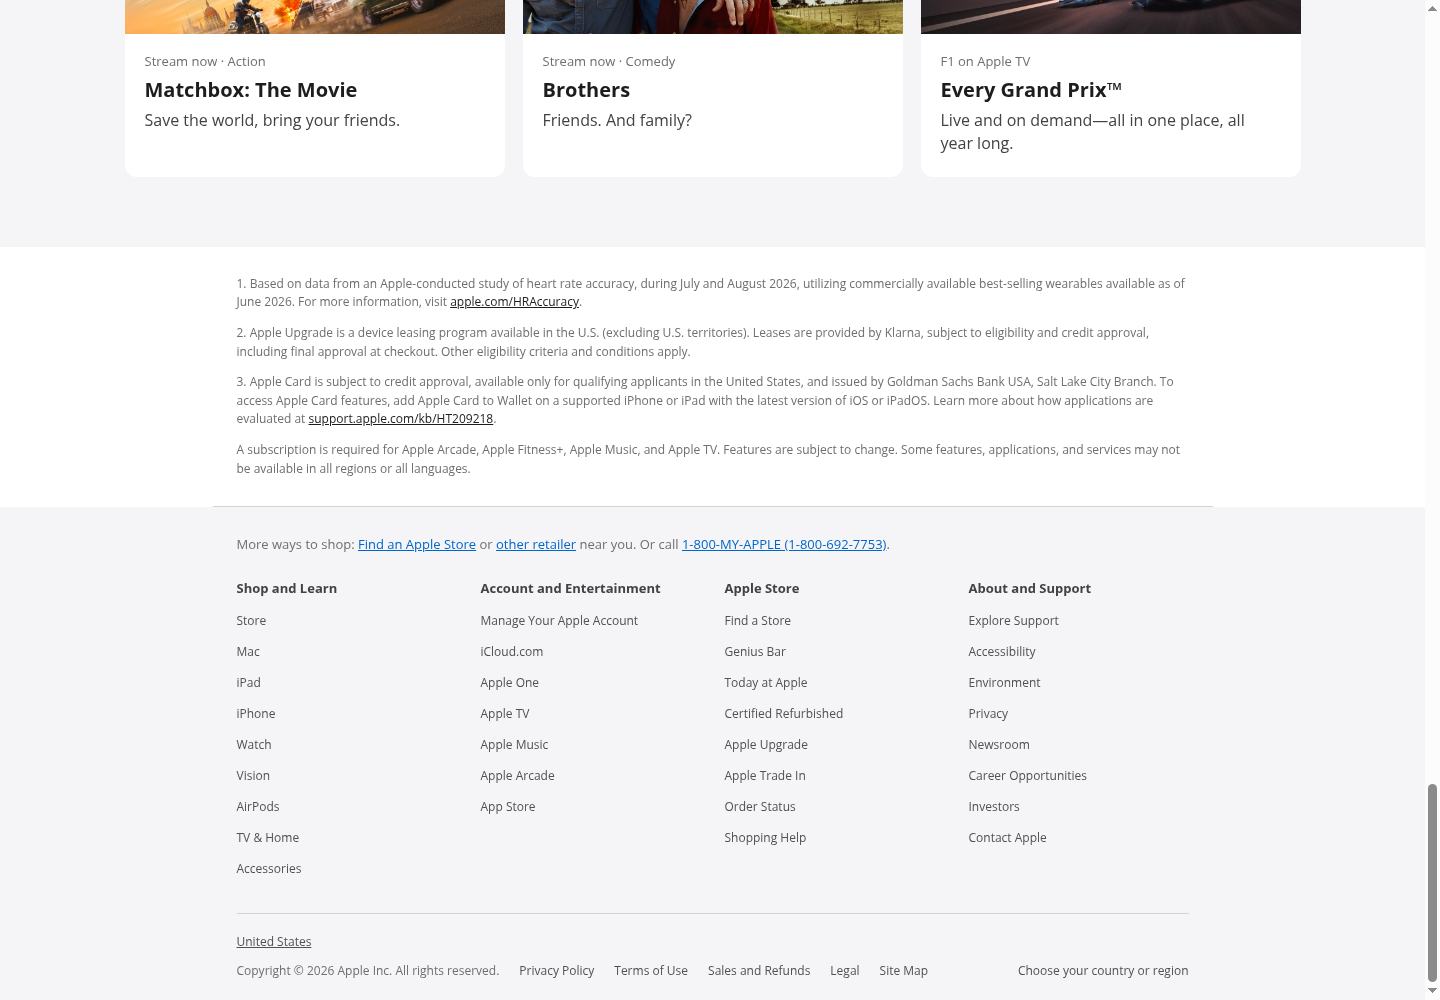 Stream now · Action
Matchbox: The Movie
Save the world, bring your friends.
Stream now · Comedy
Brothers
Friends. And family?
F1 on Apple TV
Every Grand Prix™
Live and on demand—all in one place, all
year long.
1. Based on data from an Apple-conducted study of heart rate accuracy, during July and August 2026, utilizing commercially available best-selling wearables available as of
June 2026. For more information, visit apple.com/HRAccuracy.
2. Apple Upgrade is a device leasing program available in the U.S. (excluding U.S. territories). Leases are provided by Klarna, subject to eligibility and credit approval,
including final approval at checkout. Other eligibility criteria and conditions apply.
3. Apple Card is subject to credit approval, available only for qualifying applicants in the United States, and issued by Goldman Sachs Bank USA, Salt Lake City Branch. To
access Apple Card features, add Apple Card to Wallet on a supported iPhone or iPad with the latest version of iOS or iPadOS. Learn more about how applications are
evaluated at support.apple.com/kb/HT209218.
A subscription is required for Apple Arcade, Apple Fitness+, Apple Music, and Apple TV. Features are subject to change. Some features, applications, and services may not
be available in all regions or all languages.
More ways to shop: Find an Apple Store or other retailer near you. Or call 1-800-MY-APPLE (1-800-692-7753).
Shop and Learn
Store
Mac
iPad
iPhone
Watch
Vision
AirPods
TV & Home
Accessories
Account and Entertainment
Manage Your Apple Account
iCloud.com
Apple One
Apple TV
Apple Music
Apple Arcade
App Store
Apple Store
Find a Store
Genius Bar
Today at Apple
Certified Refurbished
Apple Upgrade
Apple Trade In
Order Status
Shopping Help
About and Support
Explore Support
Accessibility
Environment
Privacy
Newsroom
Career Opportunities
Investors
Contact Apple
United States
Copyright © 2026 Apple Inc. All rights reserved. Privacy Policy Terms of Use Sales and Refunds Legal Site Map Choose your country or region